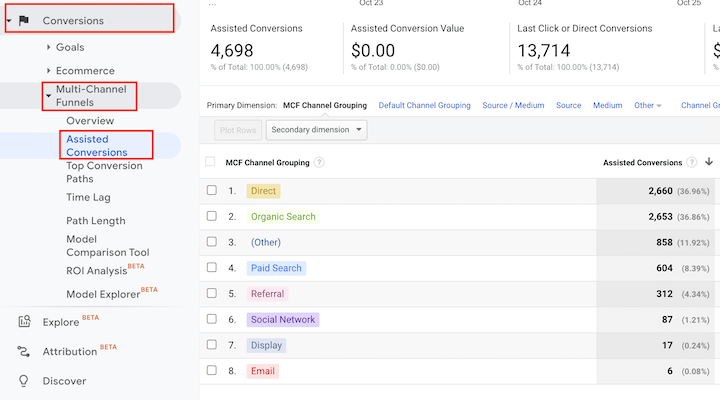 Conversions
Goals
Ecommerce
Multi-Channel
Funnels
Overview
Assisted
Conversions
Top Conversion
Paths
Time Lag
Path Length
Model
Comparison Tool
ROI Analysis BETA
Model Explorer BETA
Explore BETA
Attribution BETA
Discover
... Oct 23 Oct 24 Oct 25
Assisted Conversions Assisted Conversion Value Last Click or Direct Conversions
4,698 $0.00 13,714
% of Total: 100.00% (4,698) % of Total: 0.00% ($0.00) % of Total: 100.00% (13,714)
Primary Dimension: MCF Channel Grouping Default Channel Grouping Source / Medium Source Medium Other Channel
Plot Rows Secondary dimension
MCF Channel Grouping ? Assisted Conversions ?
1. Direct 2,660 (36.96%)
2. Organic Search 2,653 (36.86%)
3. (Other) 858 (11.92%)
4. Paid Search 604 (8.39%)
5. Referral 312 (4.34%)
6. Social Network 87 (1.21%)
7. Display 17 (0.24%)
8. Email 6 (0.08%)